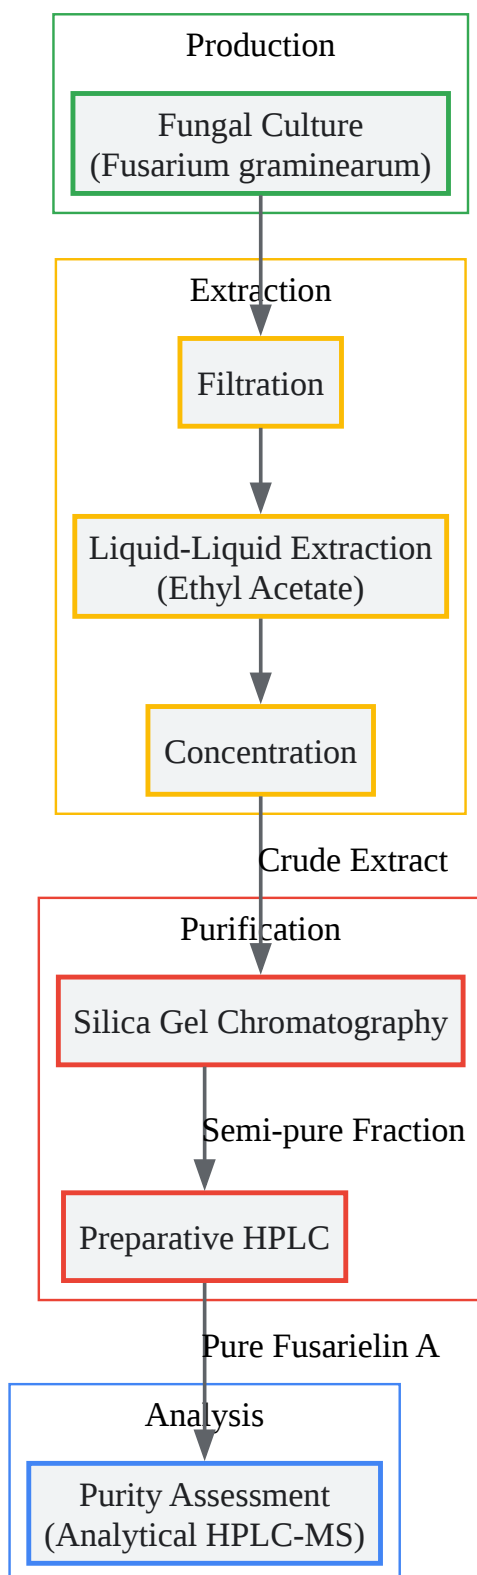 Production
Fungal Culture
(Fusarium graminearum)
Extraction
Filtration
Liquid-Liquid Extraction
(Ethyl Acetate)
Concentration
Crude Extract
Purification
Silica Gel Chromatography
Semi-pure Fraction
Preparative HPLC
Pure Fusarielin A
Analysis
Purity Assessment
(Analytical HPLC-MS)